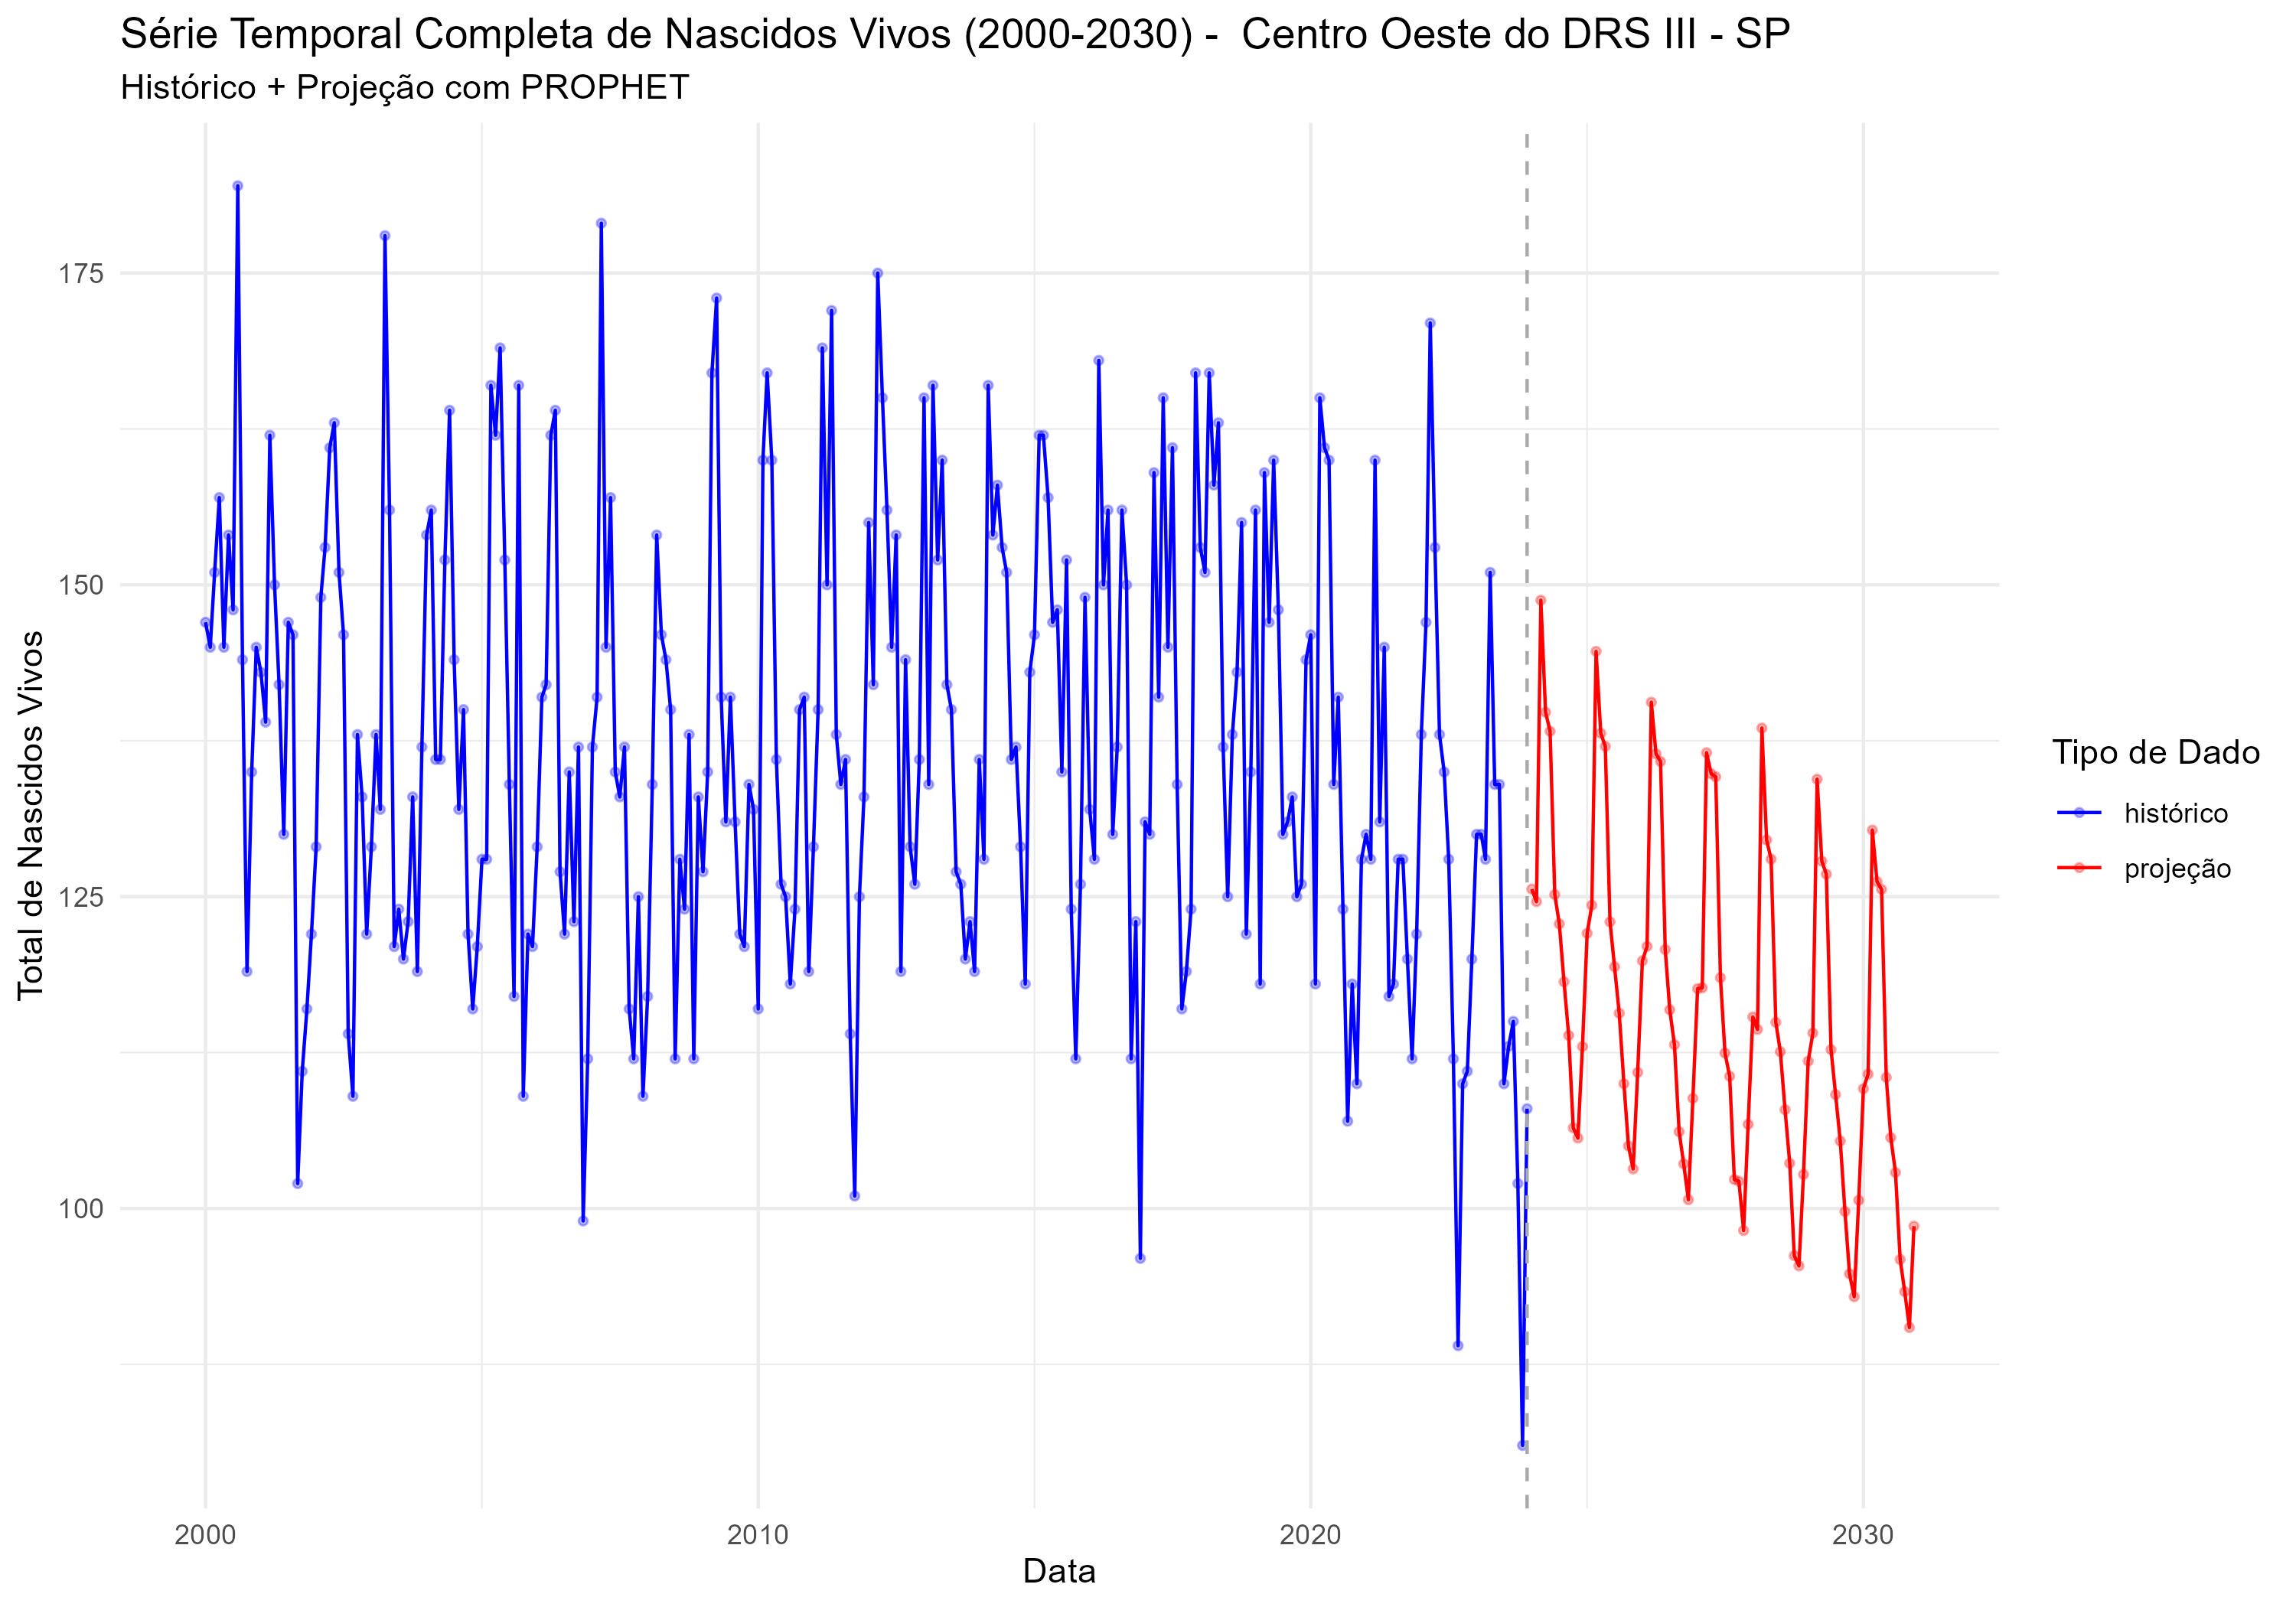 Série Temporal Completa de Nascidos Vivos (2000-2030) -  Centro Oeste do DRS III - SP
Histórico + Projeção com PROPHET
Total de Nascidos Vivos
175
150
125
100
2000
2010
2020
2030
Data
Tipo de Dado
histórico
projeção